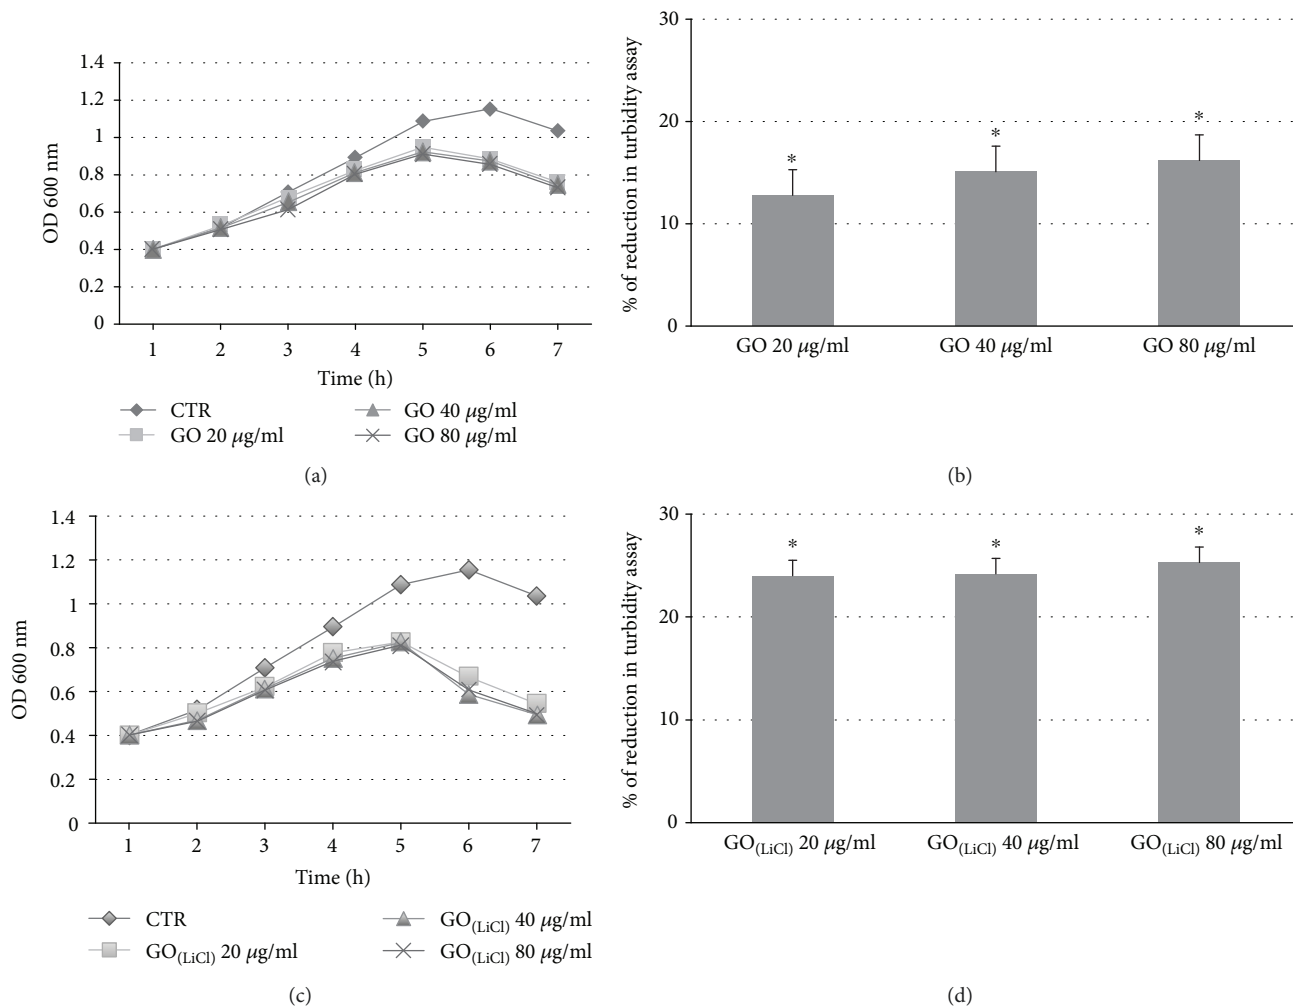 1.4
1.2
1
0.8
0.6
0.4
0.2
0
OD 600 nm
1 2 3 4 5 6 7
Time (h)
CTR
GO 20 μg/ml
GO 40 μg/ml
GO 80 μg/ml
(a)
30
20
10
0
% of reduction in turbidity assay
* * *
GO 20 μg/ml GO 40 μg/ml GO 80 μg/ml
(b)
1.4
1.2
1
0.8
0.6
0.4
0.2
0
OD 600 nm
1 2 3 4 5 6 7
Time (h)
CTR
GO(LiCl) 20 μg/ml
GO(LiCl) 40 μg/ml
GO(LiCl) 80 μg/ml
(c)
30
20
10
0
% of reduction in turbidity assay
* * *
GO(LiCl) 20 μg/ml GO(LiCl) 40 μg/ml GO(LiCl) 80 μg/ml
(d)